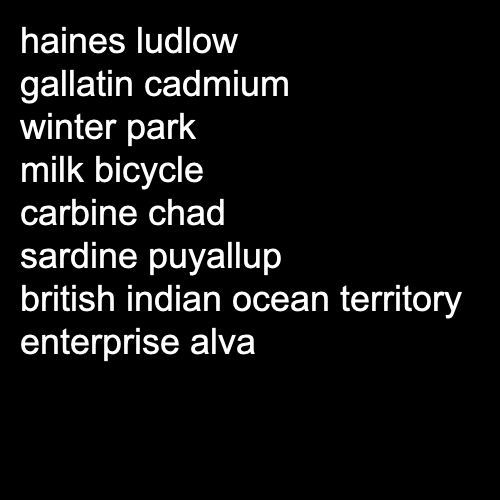 haines ludlow
gallatin cadmium
winter park
milk bicycle
carbine chad
sardine puyallup
british indian ocean territory
enterprise alva